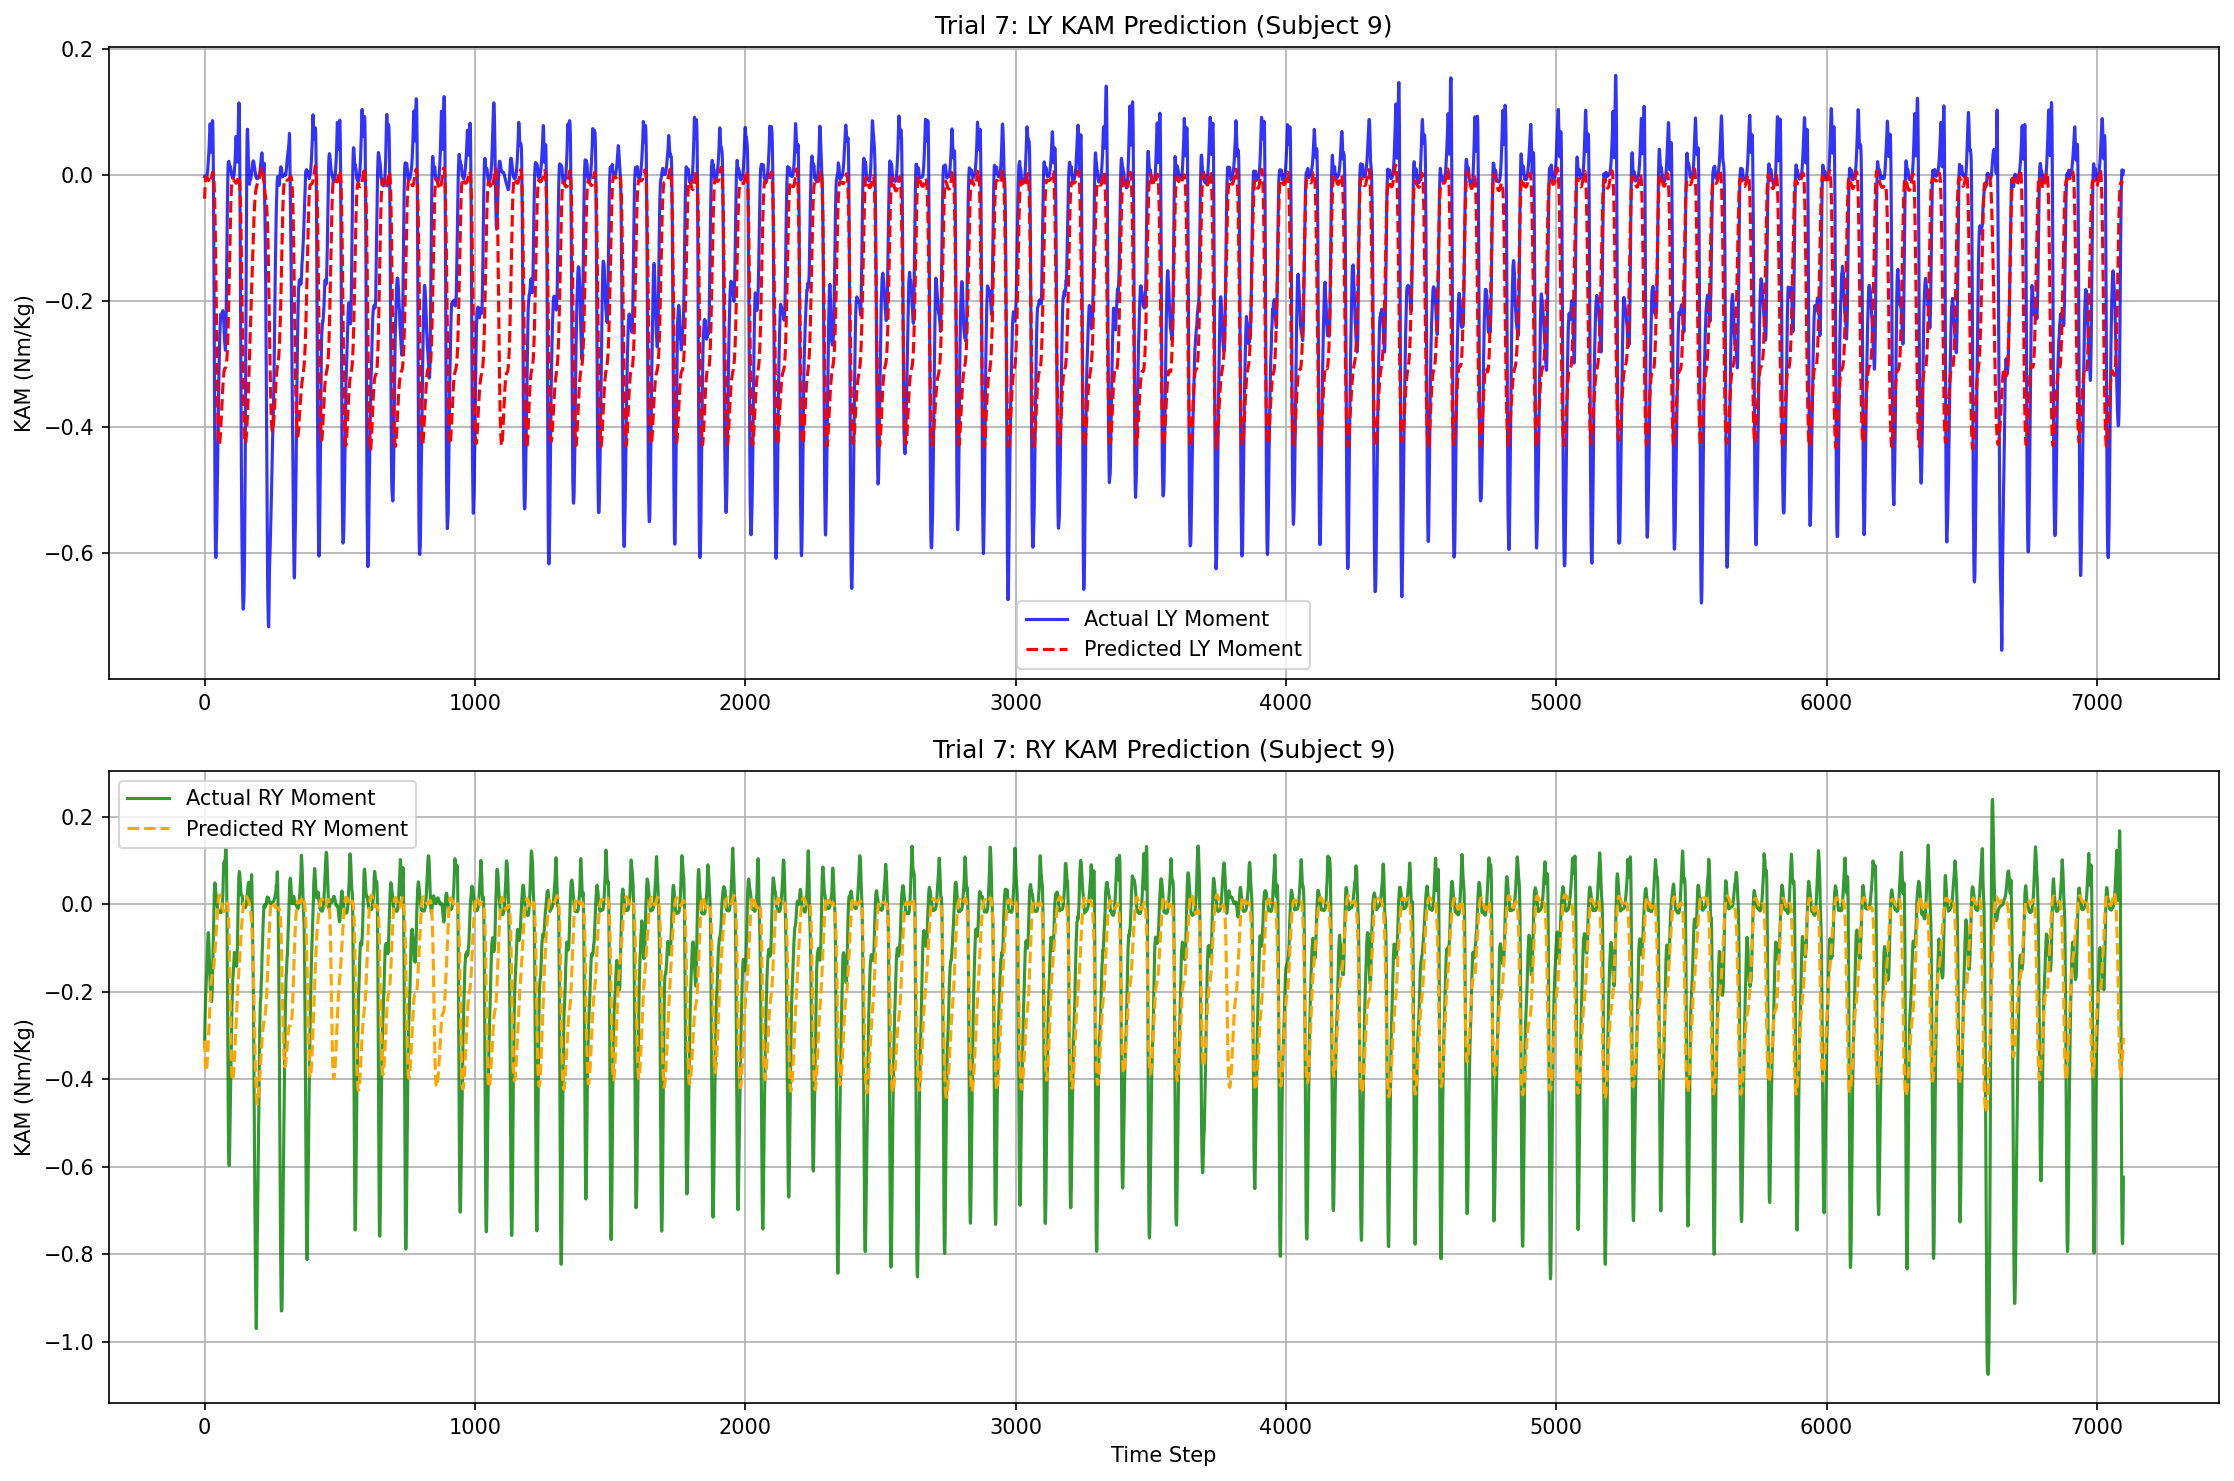 Trial 7: LY KAM Prediction (Subject 9)
0.2
0.0
−0.2
−0.4
−0.6
KAM (Nm/Kg)
Actual LY Moment
Predicted LY Moment
0 1000 2000 3000 4000 5000 6000 7000
Trial 7: RY KAM Prediction (Subject 9)
Actual RY Moment
Predicted RY Moment
0.2
0.0
−0.2
−0.4
−0.6
−0.8
−1.0
KAM (Nm/Kg)
0 1000 2000 3000 4000 5000 6000 7000
Time Step